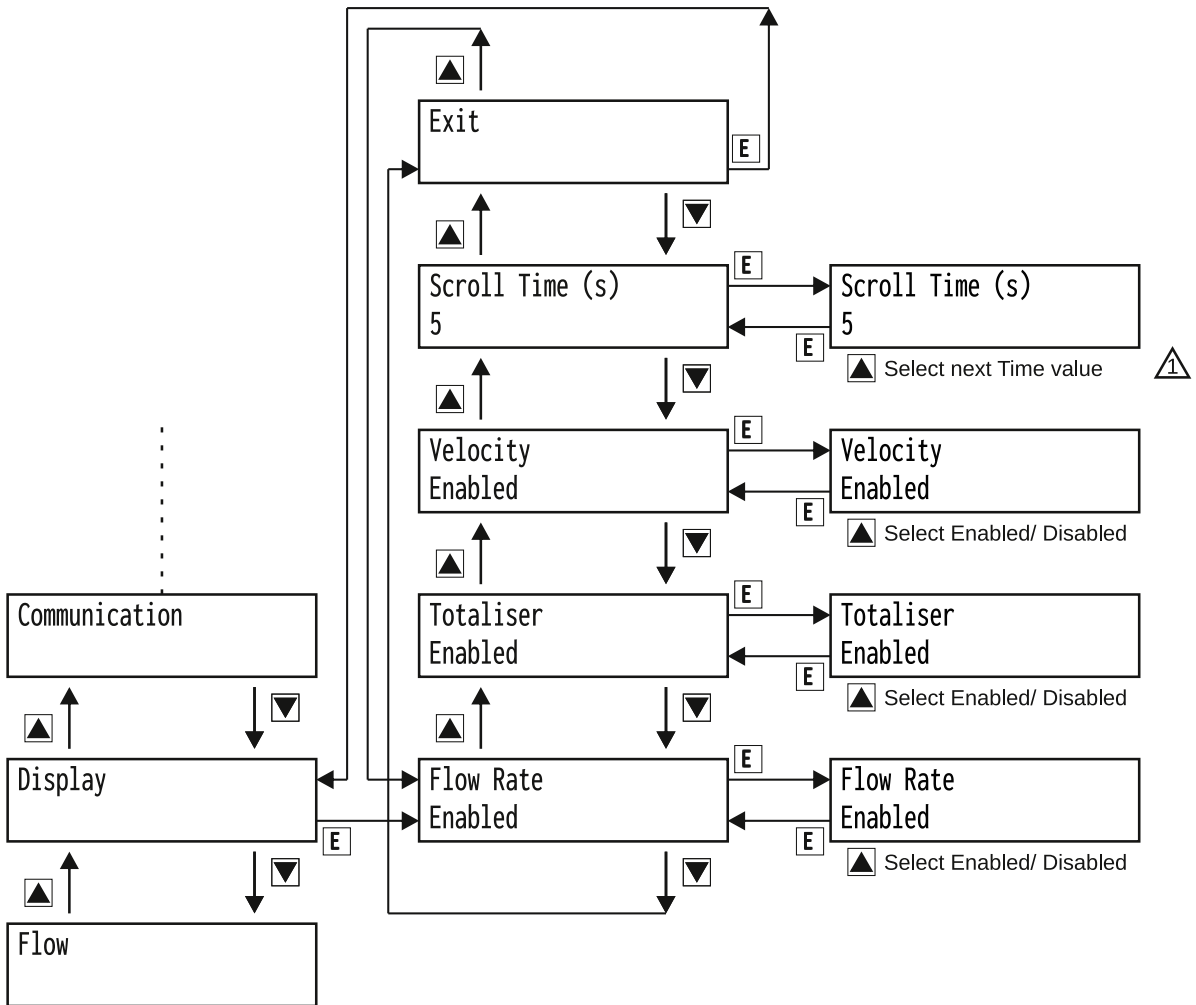 Exit
E
E
Scroll Time (s)
5
Scroll Time (s)
5
E
Select next Time value
1
E
Velocity
Enabled
Velocity
Enabled
E
Select Enabled/ Disabled
E
Communication
Totaliser
Enabled
Totaliser
Enabled
E
Select Enabled/ Disabled
E
Display
Flow Rate
Enabled
Flow Rate
Enabled
E
E
Select Enabled/ Disabled
Flow